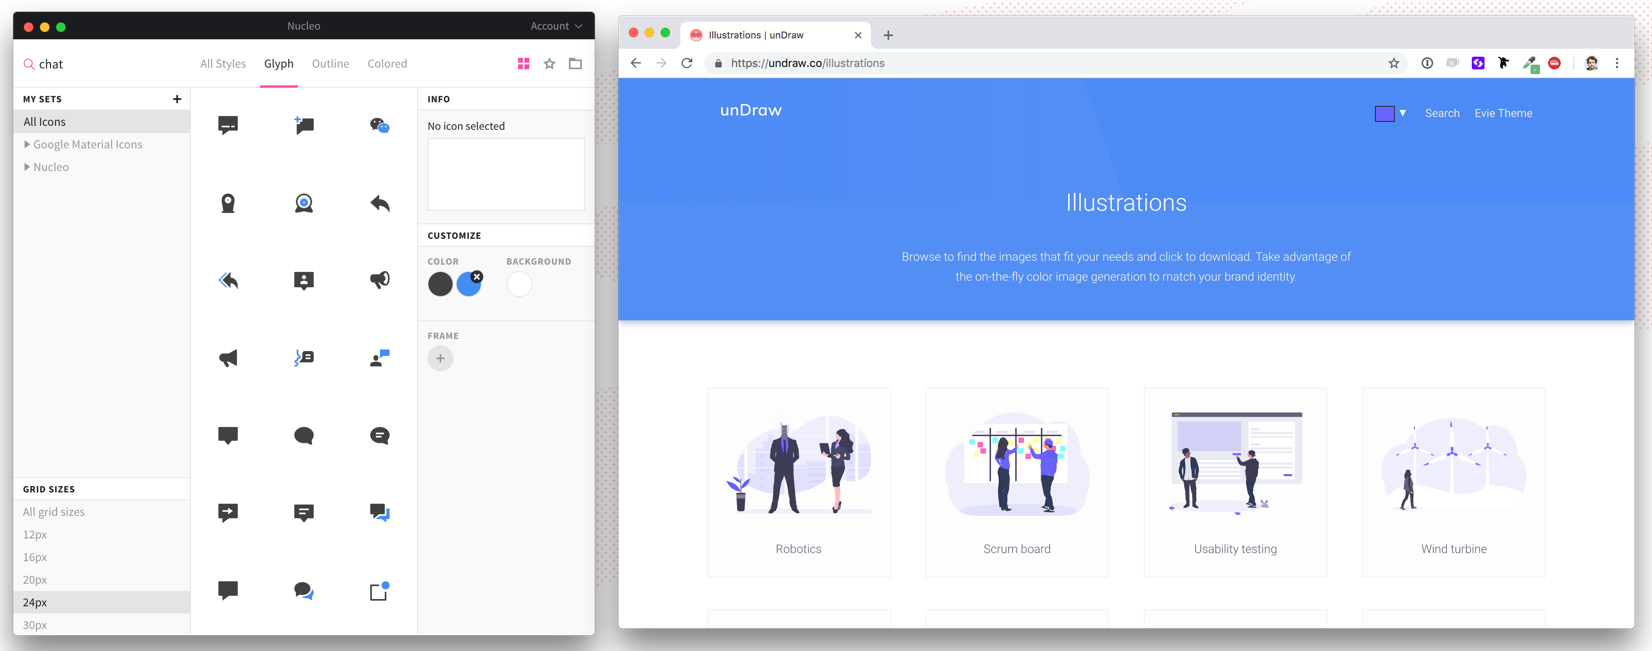 Nucleo
Account
chat
All Styles
Glyph
Outline
Colored
MY SETS
All Icons
Google Material Icons
Nucleo
GRID SIZES
All grid sizes
12px
16px
20px
24px
30px
INFO
No icon selected
CUSTOMIZE
COLOR
BACKGROUND
FRAME
Illustrations | unDraw
https://undraw.co/illustrations
unDraw
Search
Evie Theme
Illustrations
Browse to find the images that fit your needs and click to download. Take advantage of
the on-the-fly color image generation to match your brand identity.
Robotics
Scrum board
Usability testing
Wind turbine